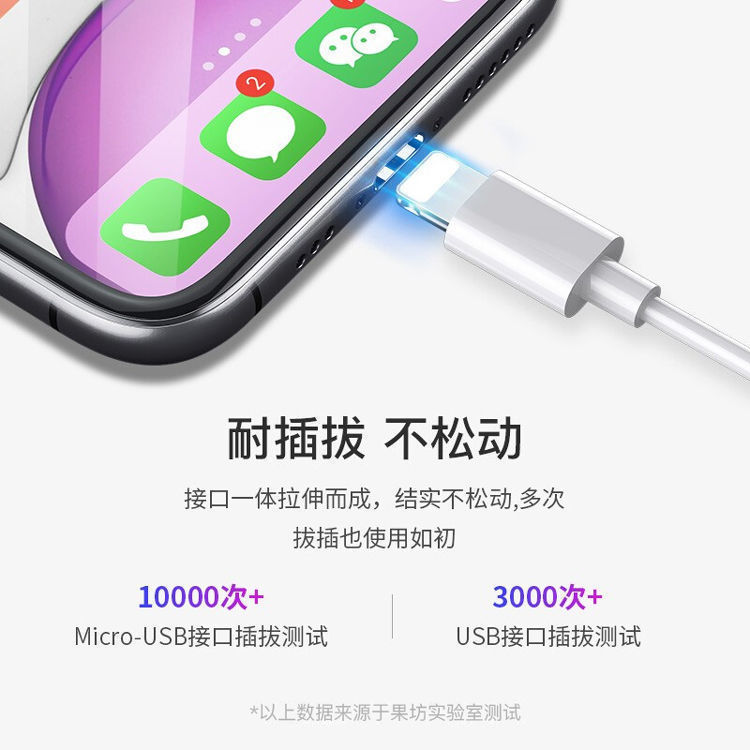 2
耐插拔 不松动
接口一体拉伸而成，结实不松动,多次
拔插也使用如初
10000次+
3000次+
Micro-USB接口插拔测试
USB接口插拔测试
*以上数据来源于果坊实验室测试